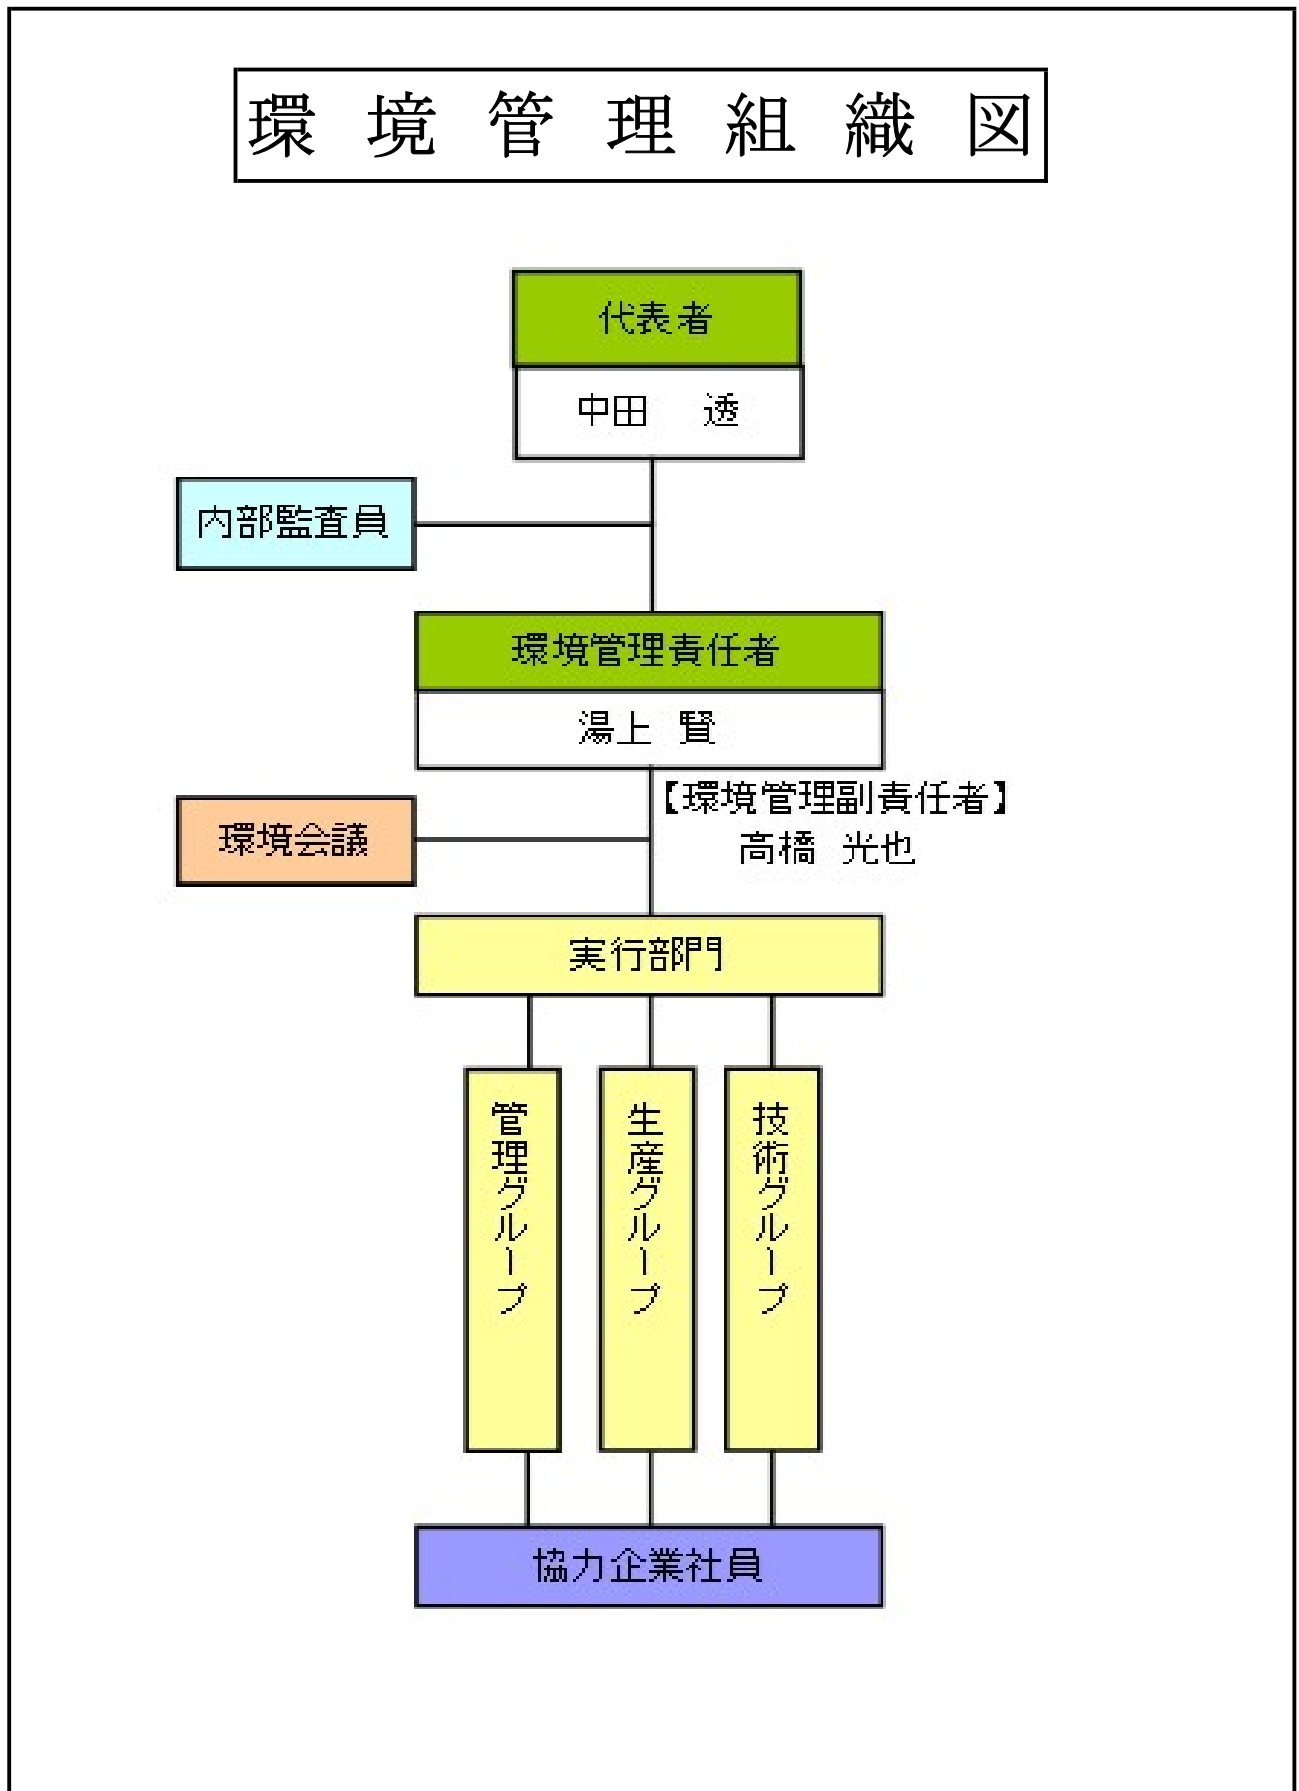 環境管理組織図
代表者
中田 透
内部監査員
環境管理責任者
湯上 賢
【環境管理副責任者】
高橋 光也
環境会議
実行部門
管理グループ
生産グループ
技術グループ
協力企業社員